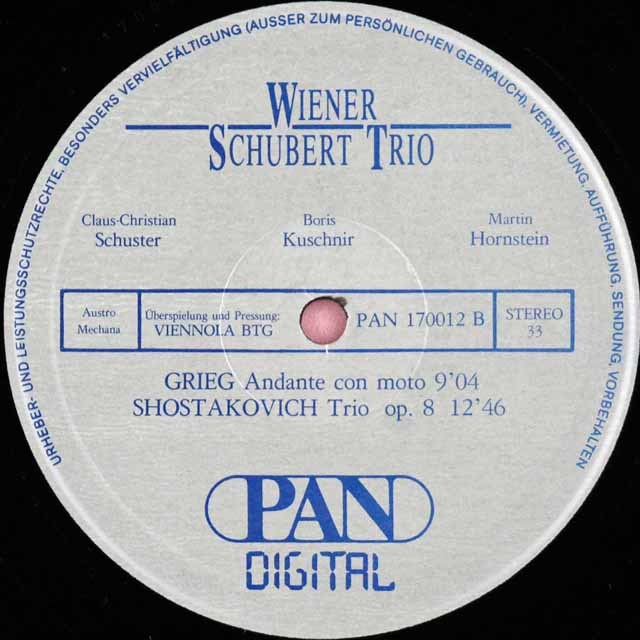 URHEBER- UND LEISTUNGSSCHUTZRECHTE, BESONDERS VERVIELFÄLTIGUNG (AUSSER ZUM PERSÖNLICHEN GEBRAUCH), VERMIETUNG, AUFFÜHRUNG, SENDUNG, VORBEHALTEN
WIENER
SCHUBERT TRIO
Claus-Christian
Schuster
Boris
Kuschnir
Martin
Hornstein
Austro
Mechana
Überspielung und Pressung:
VIENNOLA BTG
PAN 170012 B
STEREO
33
GRIEG Andante con moto 9'04
SHOSTAKOVICH Trio op. 8 12'46
PAN
DIGITAL